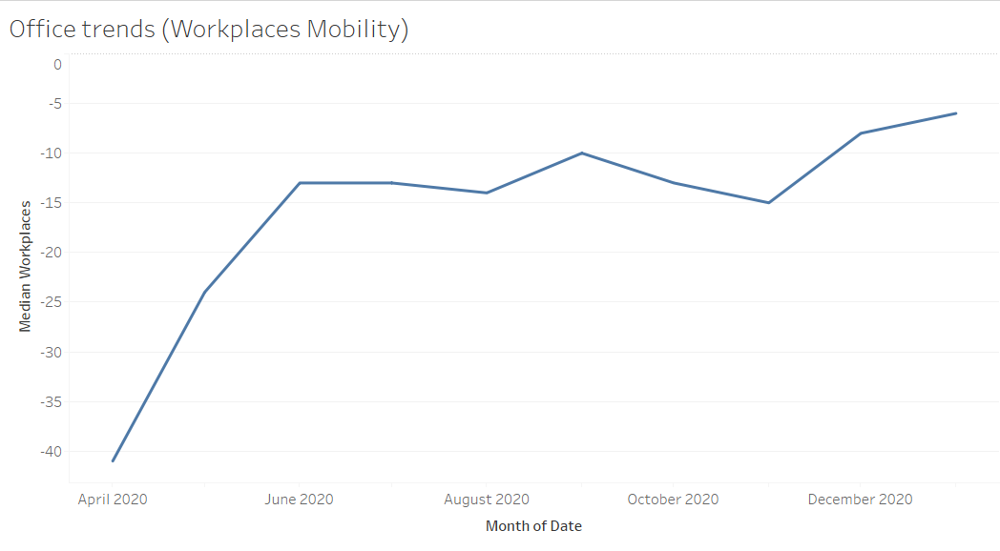 Office trends (Workplaces Mobility)
0
-5
-10
-15
-20
-25
-30
-35
-40
Median Workplaces
April 2020 June 2020 August 2020 October 2020 December 2020
Month of Date